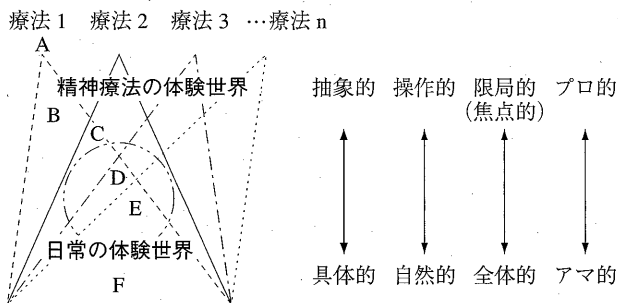 療法1 療法2 療法3 …療法n
A
精神療法の体験世界
B
C
D
E
日常の体験世界
F
抽象的 操作的 限局的 プロ的
(焦点的)
具体的 自然的 全体的 アマ的